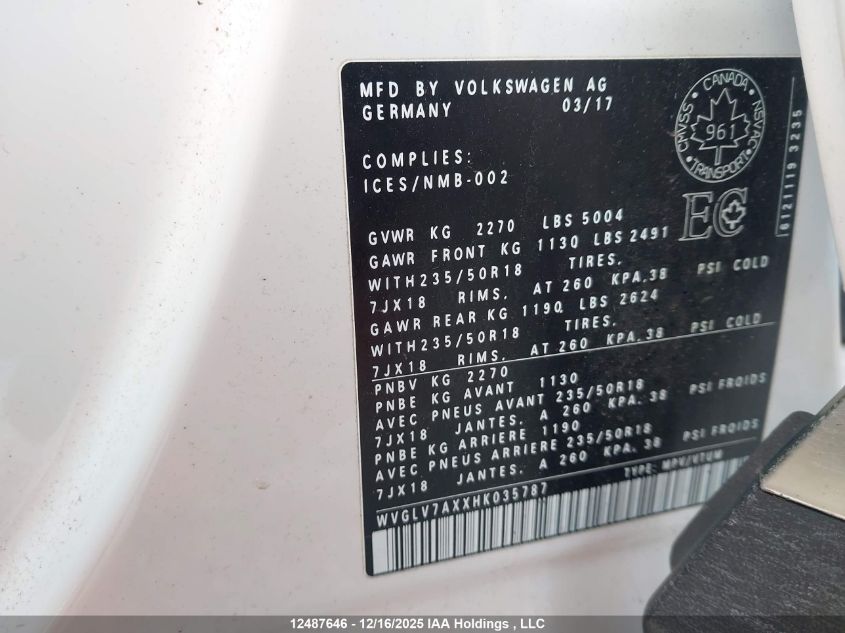 MFD BY VOLKSWAGEN AG
GERMANY 03/17
CMVSS · CANADA · NSVAC
961
TRANSPORT
COMPLIES:
ICES/NMB-002
EC
6121119 3235
GVWR KG 2270 LBS 5004
GAWR FRONT KG 1130 LBS 2491
WITH235/50R18 TIRES,
7JX18 RIMS, AT 260 KPA,38 PSI COLD
GAWR REAR KG 1190 LBS 2624
WITH235/50R18 TIRES,
7JX18 RIMS, AT 260 KPA,38 PSI COLD
PNBV KG 2270
PNBE KG AVANT 1130
AVEC PNEUS AVANT 235/50R18
7JX18 JANTES, A 260 KPA, 38 PSI FROIDS
PNBE KG ARRIERE 1190
AVEC PNEUS ARRIERE 235/50R18
7JX18 JANTES, A 260 KPA, 38 PSI FROIDS
WVGLV7AXXHK035787 TYPE: MPV/VTUM
12487646 - 12/16/2025 IAA Holdings , LLC